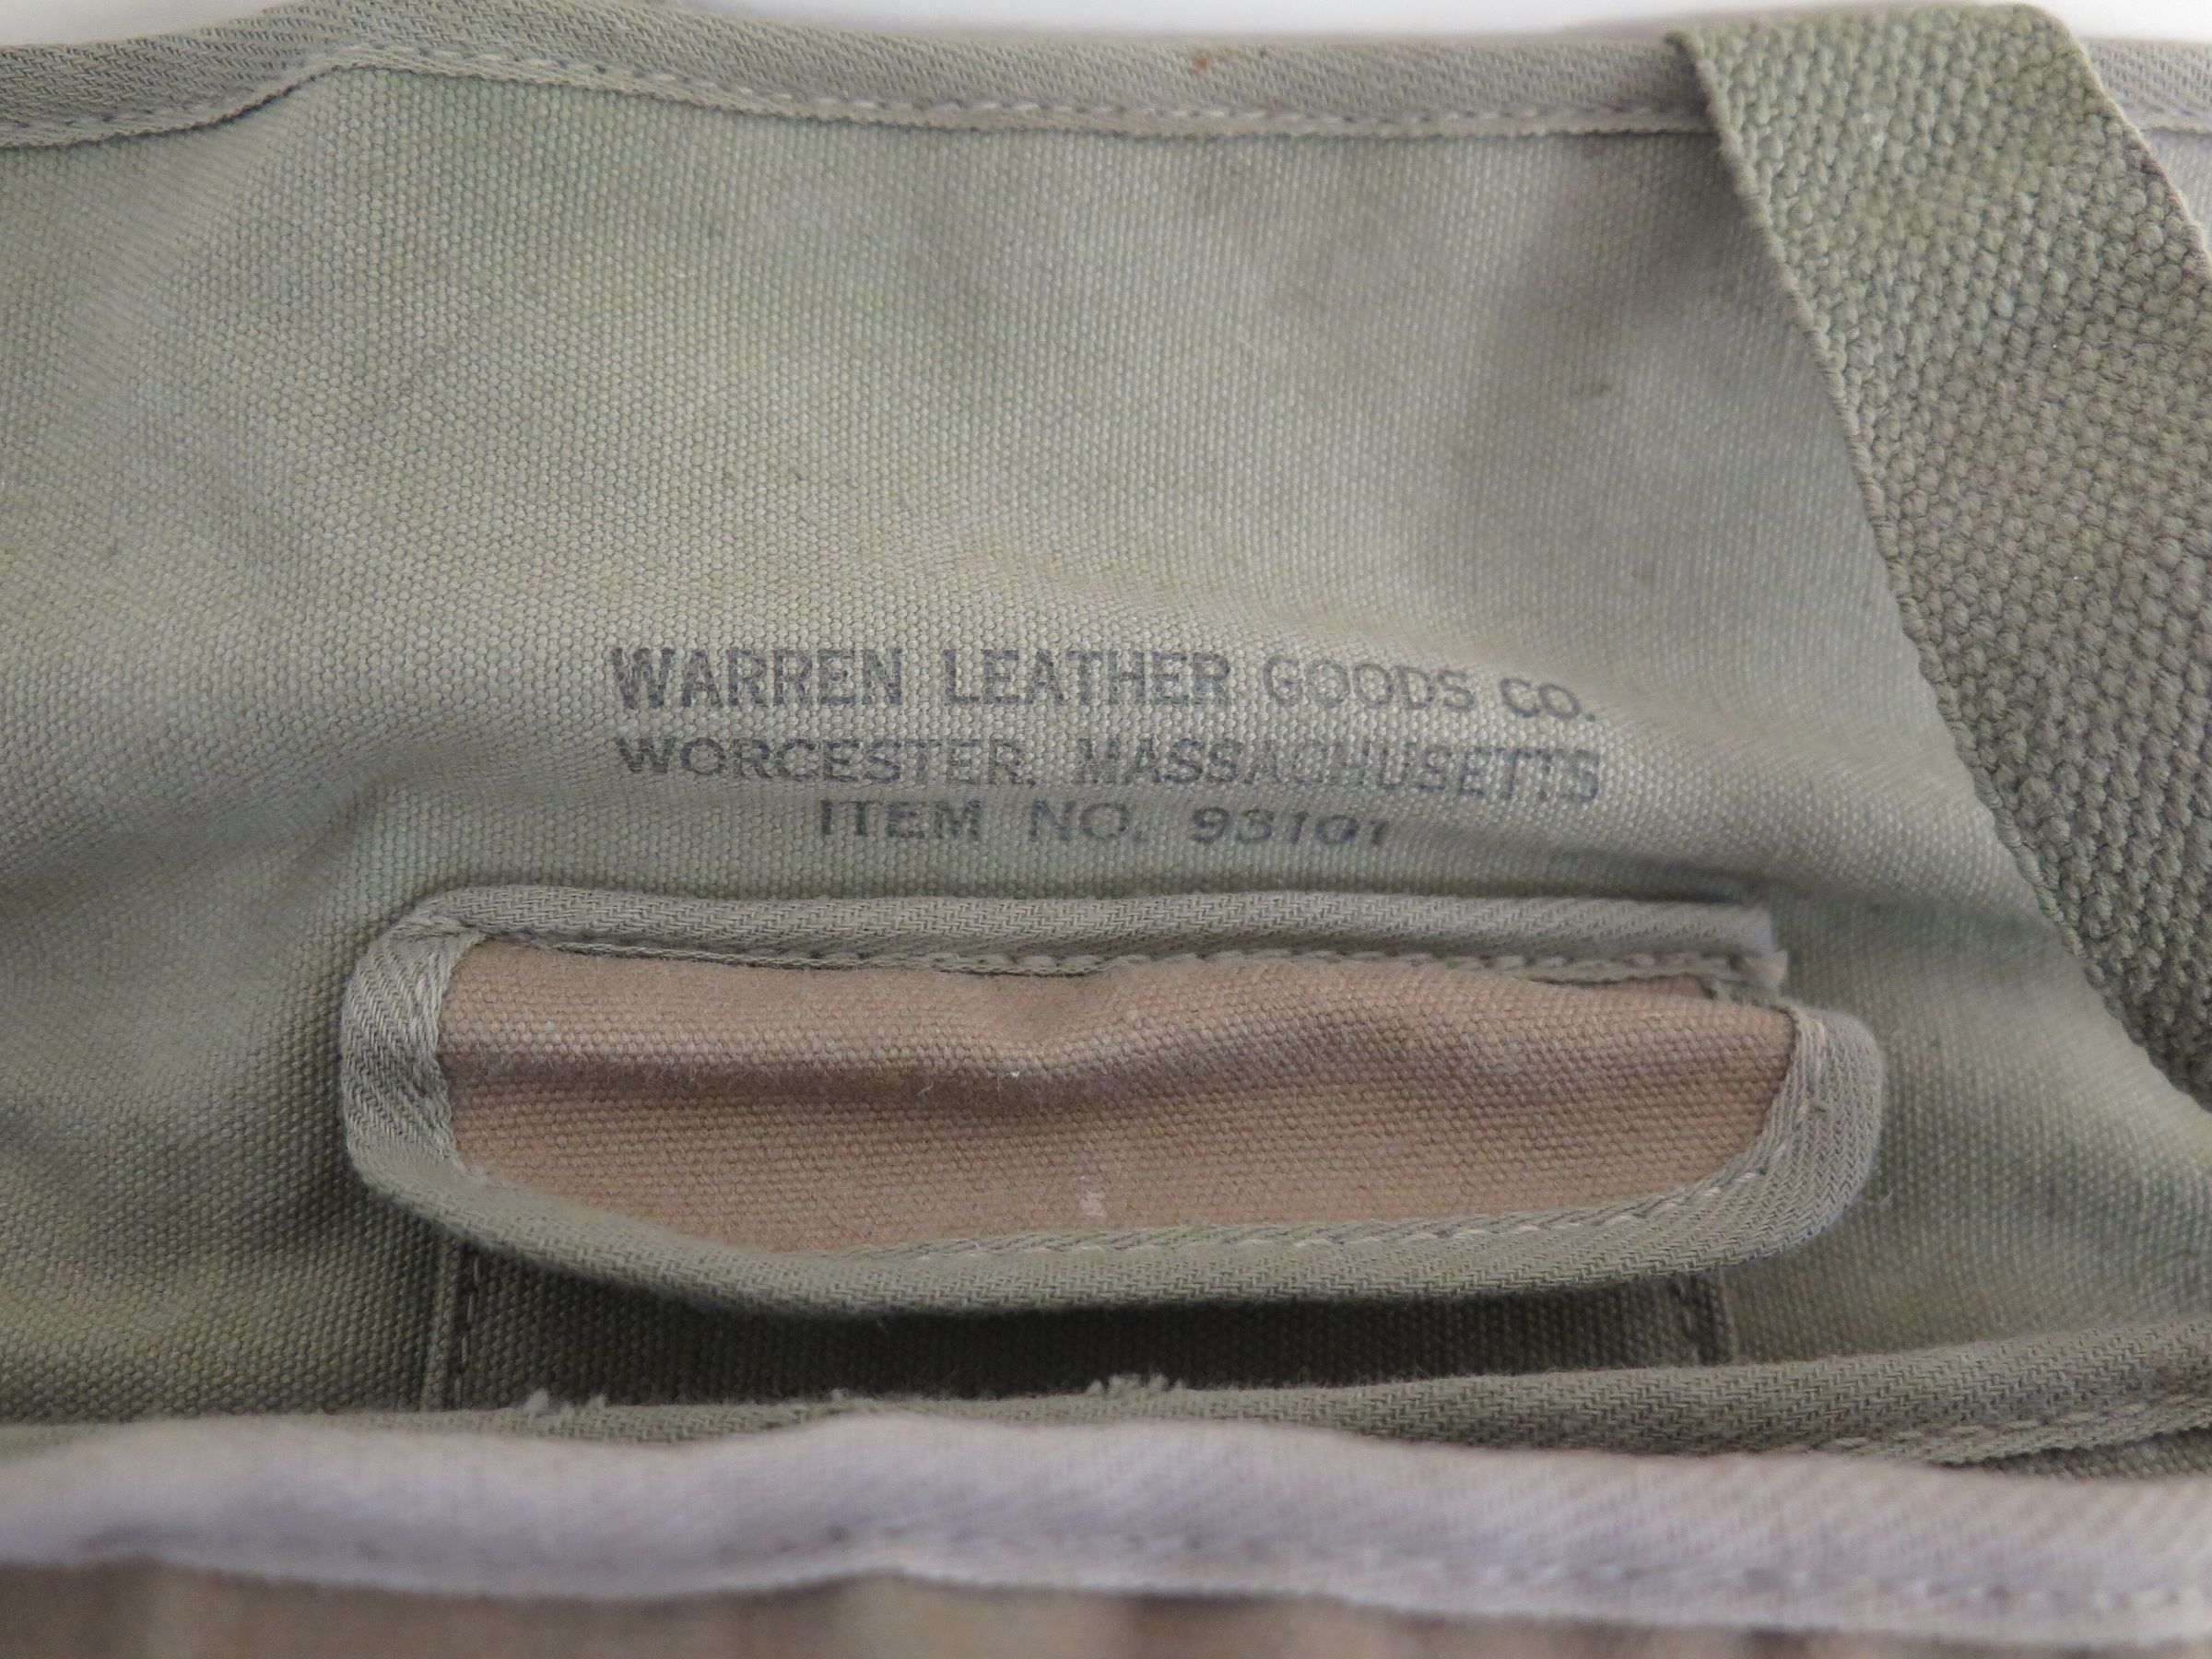 WARREN LEATHER GOODS CO.
WORCESTER, MASSACHUSETTS
ITEM NO. 93101